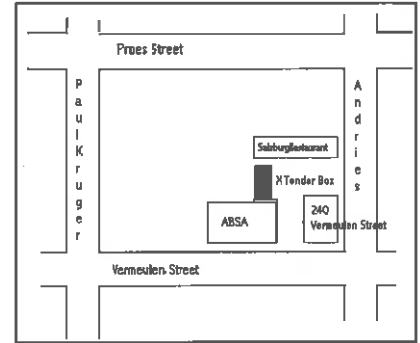 Proes Street
Paul Kruger
Andries
Salzburg Restaurant
X Tender Box
ABSA
240
Vermeulen Street
Vermeulen Street